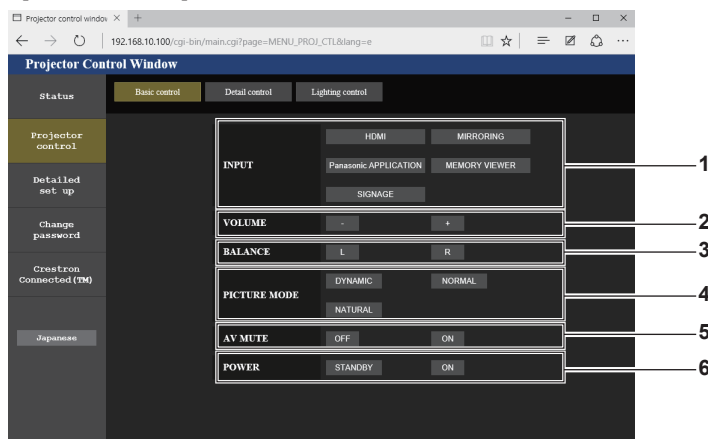 Projector control window
192.168.10.100/cgi-bin/main.cgi?page=MENU_PROJ_CTL&lang=e
Projector Control Window
Status
Basic control
Detail control
Lighting control
Projector
control
Detailed
set up
Change
password
Crestron
Connected(TM)
Japanese
INPUT
HDMI
MIRRORING
Panasonic APPLICATION
MEMORY VIEWER
SIGNAGE
1
VOLUME
-
+
2
BALANCE
L
R
3
PICTURE MODE
DYNAMIC
NORMAL
NATURAL
4
AV MUTE
OFF
ON
5
POWER
STANDBY
ON
6